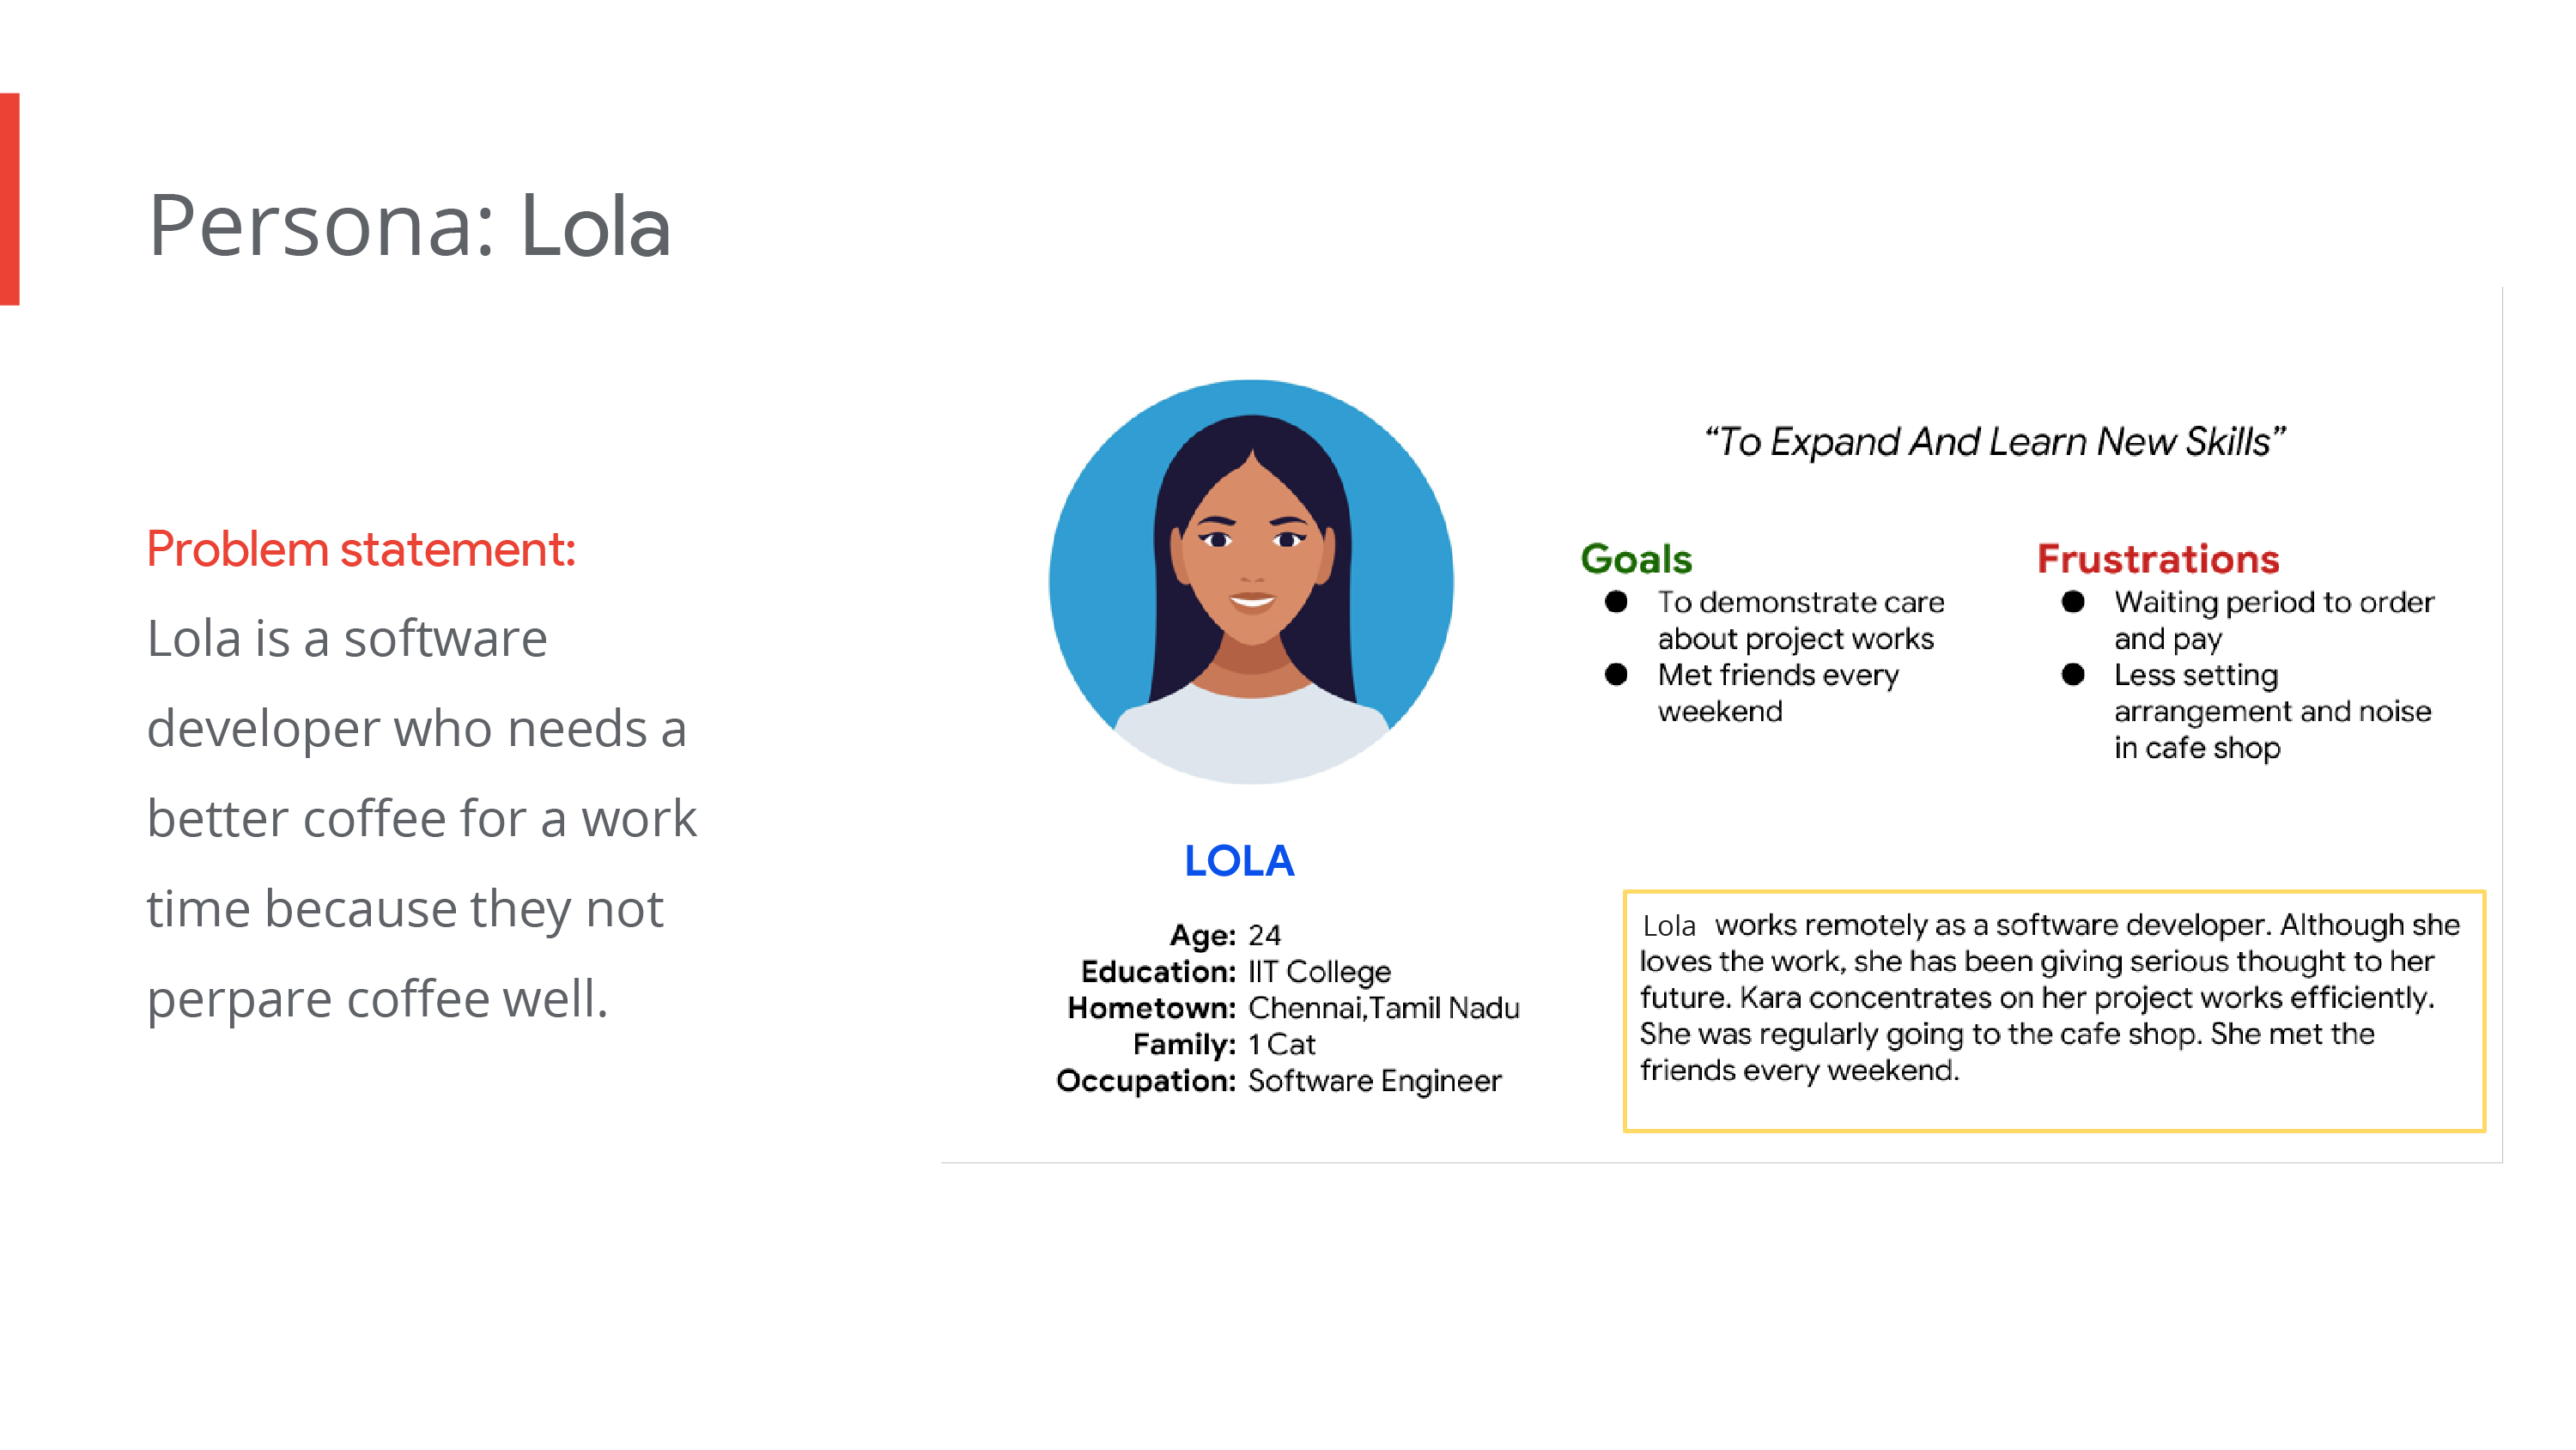 Persona: Lola
Problem statement:
Lola is a software
developer who needs a
better coffee for a work
time because they not
perpare coffee well.
LOLA
Age: 24
Education: IIT College
Hometown: Chennai,Tamil Nadu
Family: 1 Cat
Occupation: Software Engineer
“To Expand And Learn New Skills”
Goals
● To demonstrate care
about project works
● Met friends every
weekend
Frustrations
● Waiting period to order
and pay
● Less setting
arrangement and noise
in cafe shop
Lola works remotely as a software developer. Although she
loves the work, she has been giving serious thought to her
future. Kara concentrates on her project works efficiently.
She was regularly going to the cafe shop. She met the
friends every weekend.